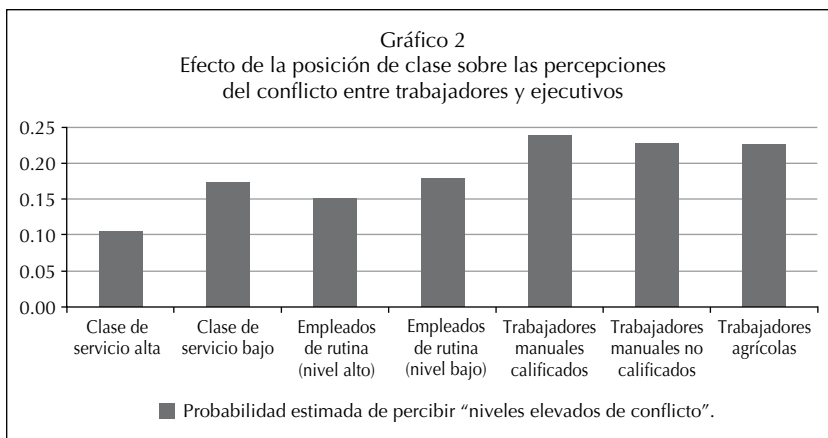 Gráfico 2
Efecto de la posición de clase sobre las percepciones
del conflicto entre trabajadores y ejecutivos
0.25
0.20
0.15
0.10
0.05
0.00
Clase de
servicio alta
Clase de
servicio bajo
Empleados
de rutina
(nivel alto)
Empleados
de rutina
(nivel bajo)
Trabajadores
manuales
calificados
Trabajadores
manuales no
calificados
Trabajadores
agrícolas
Probabilidad estimada de percibir “niveles elevados de conflicto”.